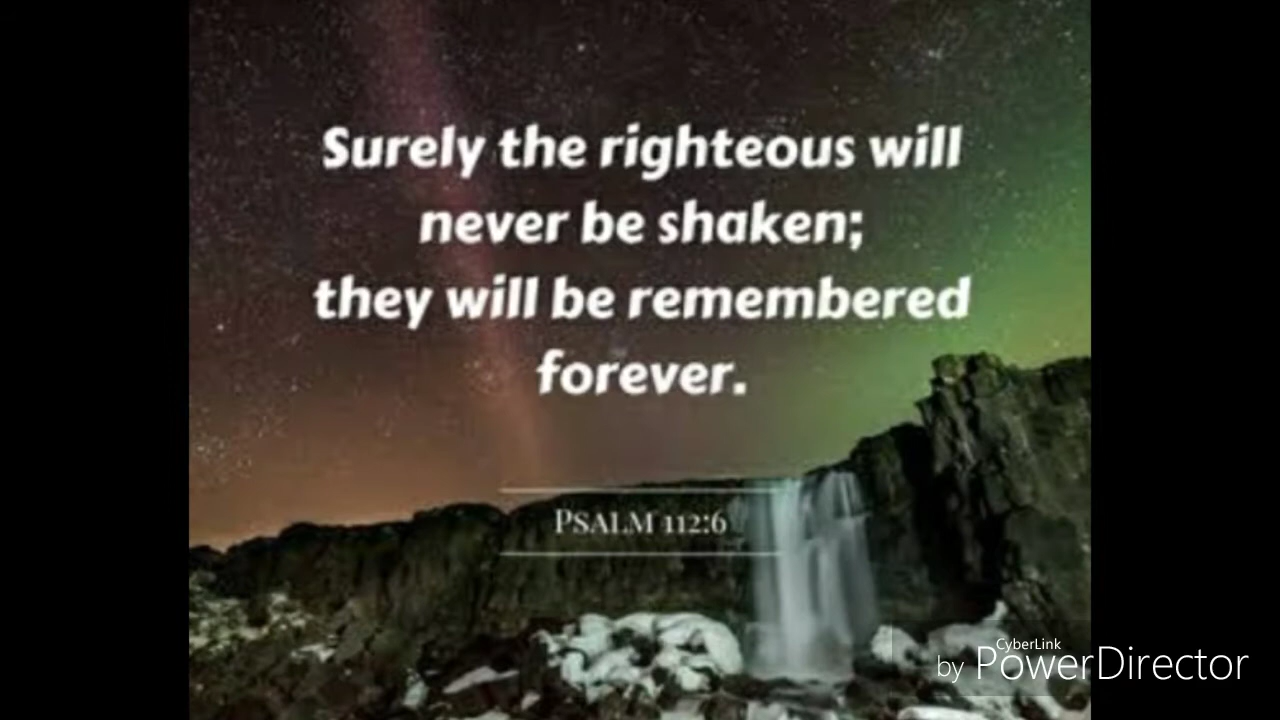 Surely the righteous will
never be shaken;
they will be remembered
forever.
PSALM 112:6
CyberLink
by PowerDirector